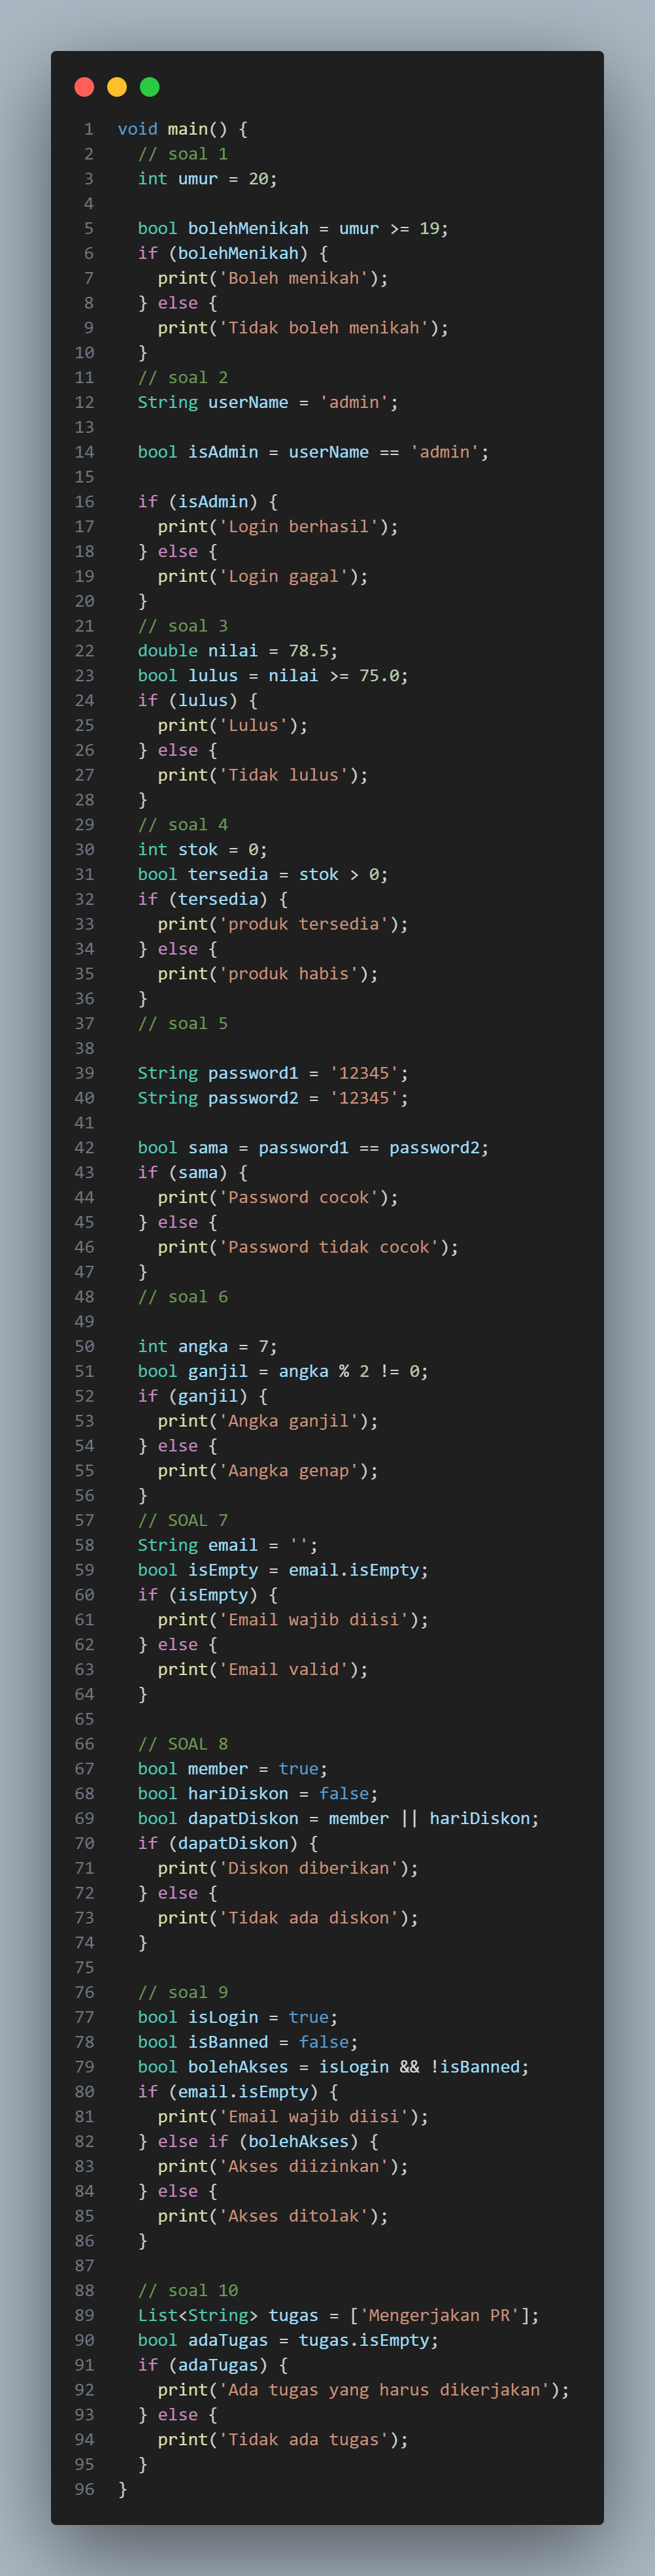 1 void main() {
2 // soal 1
3 int umur = 20;
4
5 bool bolehMenikah = umur >= 19;
6 if (bolehMenikah) {
7 print('Boleh menikah');
8 } else {
9 print('Tidak boleh menikah');
10 }
11 // soal 2
12 String userName = 'admin';
13
14 bool isAdmin = userName == 'admin';
15
16 if (isAdmin) {
17 print('Login berhasil');
18 } else {
19 print('Login gagal');
20 }
21 // soal 3
22 double nilai = 78.5;
23 bool lulus = nilai >= 75.0;
24 if (lulus) {
25 print('Lulus');
26 } else {
27 print('Tidak lulus');
28 }
29 // soal 4
30 int stok = 0;
31 bool tersedia = stok > 0;
32 if (tersedia) {
33 print('produk tersedia');
34 } else {
35 print('produk habis');
36 }
37 // soal 5
38
39 String password1 = '12345';
40 String password2 = '12345';
41
42 bool sama = password1 == password2;
43 if (sama) {
44 print('Password cocok');
45 } else {
46 print('Password tidak cocok');
47 }
48 // soal 6
49
50 int angka = 7;
51 bool ganjil = angka % 2 != 0;
52 if (ganjil) {
53 print('Angka ganjil');
54 } else {
55 print('Aangka genap');
56 }
57 // SOAL 7
58 String email = '';
59 bool isEmpty = email.isEmpty;
60 if (isEmpty) {
61 print('Email wajib diisi');
62 } else {
63 print('Email valid');
64 }
65
66 // SOAL 8
67 bool member = true;
68 bool hariDiskon = false;
69 bool dapatDiskon = member || hariDiskon;
70 if (dapatDiskon) {
71 print('Diskon diberikan');
72 } else {
73 print('Tidak ada diskon');
74 }
75
76 // soal 9
77 bool isLogin = true;
78 bool isBanned = false;
79 bool bolehAkses = isLogin && !isBanned;
80 if (email.isEmpty) {
81 print('Email wajib diisi');
82 } else if (bolehAkses) {
83 print('Akses diizinkan');
84 } else {
85 print('Akses ditolak');
86 }
87
88 // soal 10
89 List<String> tugas = ['Mengerjakan PR'];
90 bool adaTugas = tugas.isEmpty;
91 if (adaTugas) {
92 print('Ada tugas yang harus dikerjakan');
93 } else {
94 print('Tidak ada tugas');
95 }
96 }